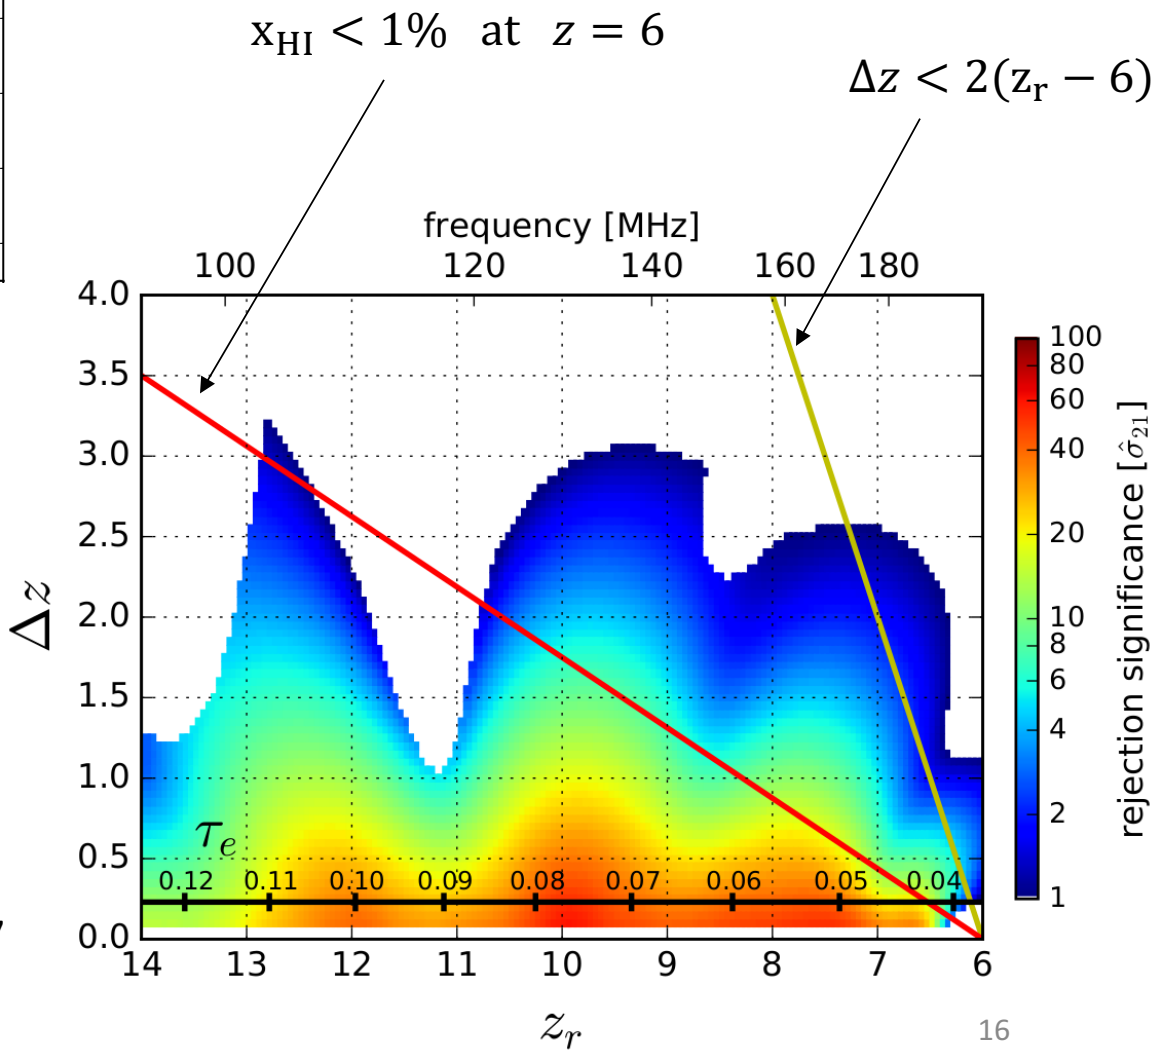 x_HI < 1% at z = 6
Δz < 2(z_r − 6)
frequency [MHz]
100 120 140 160 180
4.0
3.5
3.0
2.5
2.0
1.5
1.0
0.5
0.0
Δz
τ_e
0.12 0.11 0.10 0.09 0.08 0.07 0.06 0.05 0.04
14 13 12 11 10 9 8 7 6
z_r
100
80
60
40
20
10
8
6
4
2
1
rejection significance [σ̂_21]
16